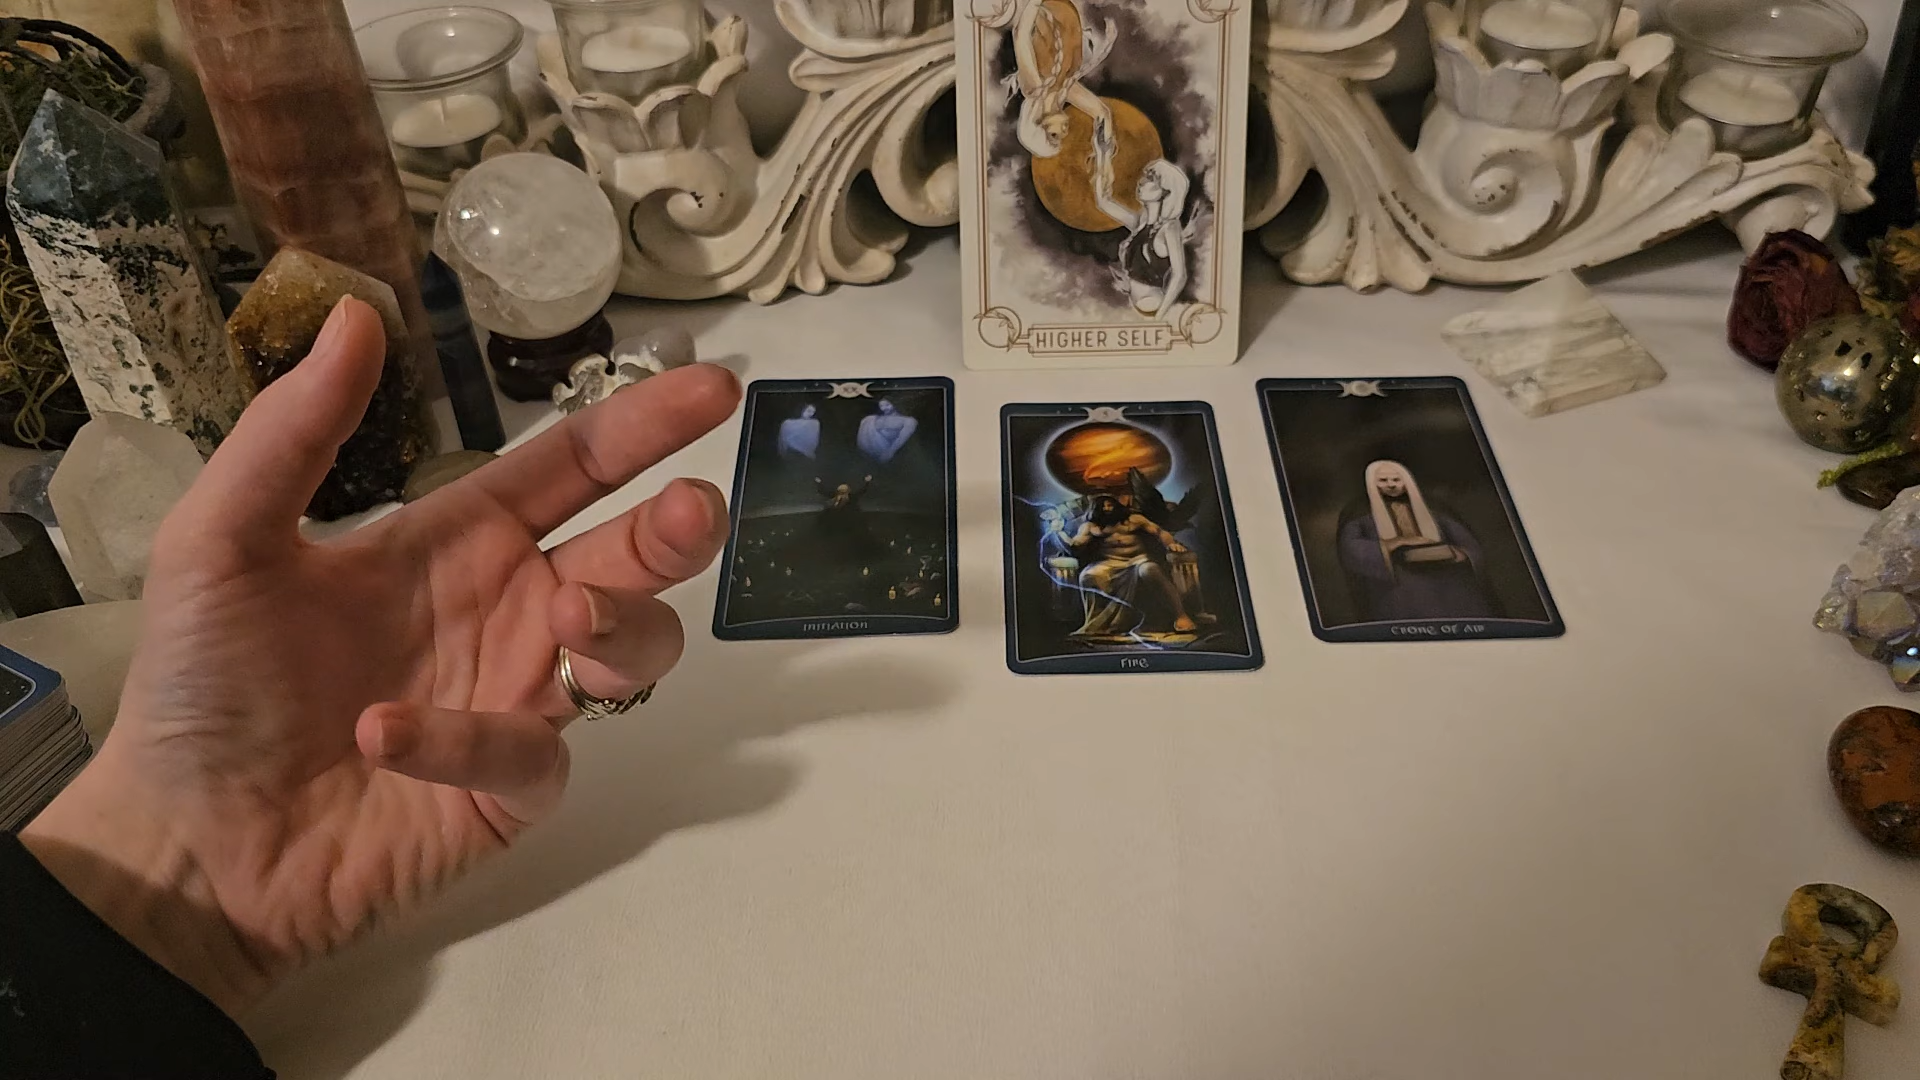 HIGHER SELF
INITIATION
FIRE
CRONE OF AIR